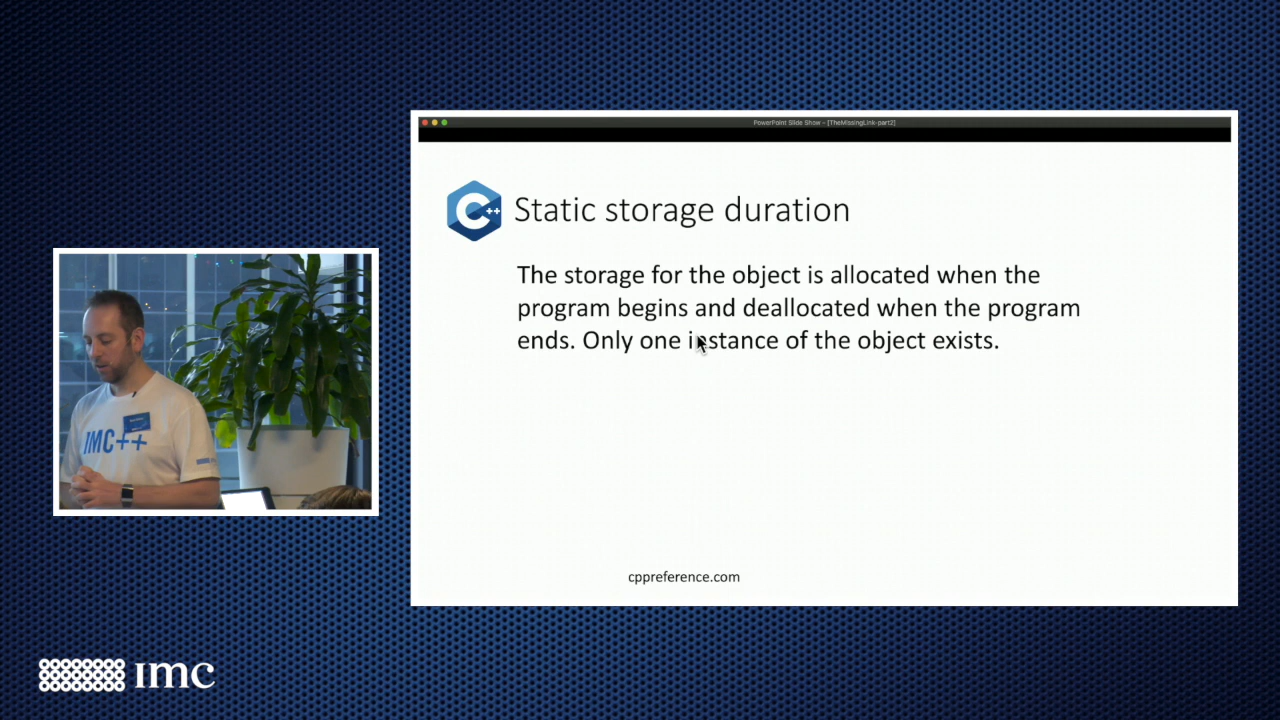 PowerPoint Slide Show - [TheMissingLink-part2]
C++
Static storage duration
The storage for the object is allocated when the
program begins and deallocated when the program
ends. Only one instance of the object exists.
cppreference.com
IMC++
imc